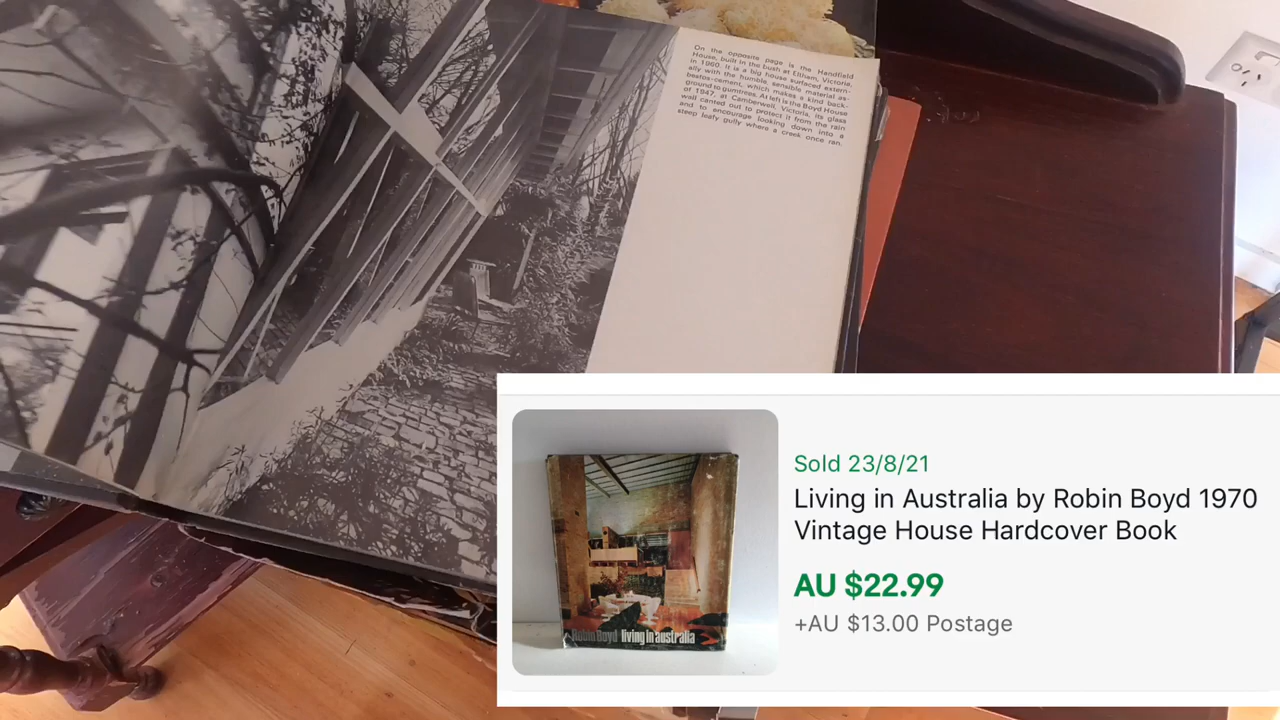 On the opposite page is the Handfield
House, built in the bush at Eltham, Victoria,
in 1960. It is a big house surfaced extern-
ally with the humble, sensible material as-
bestos-cement, which makes a kind back-
ground to gumtrees. At left is the Boyd House
of 1947, at Camberwell, Victoria, its glass
wall canted out to protect it from the rain
and to encourage looking down into a
steep leafy gully where a creek once ran.
Sold 23/8/21
Living in Australia by Robin Boyd 1970
Vintage House Hardcover Book
AU $22.99
+AU $13.00 Postage
Robin Boyd living in australia